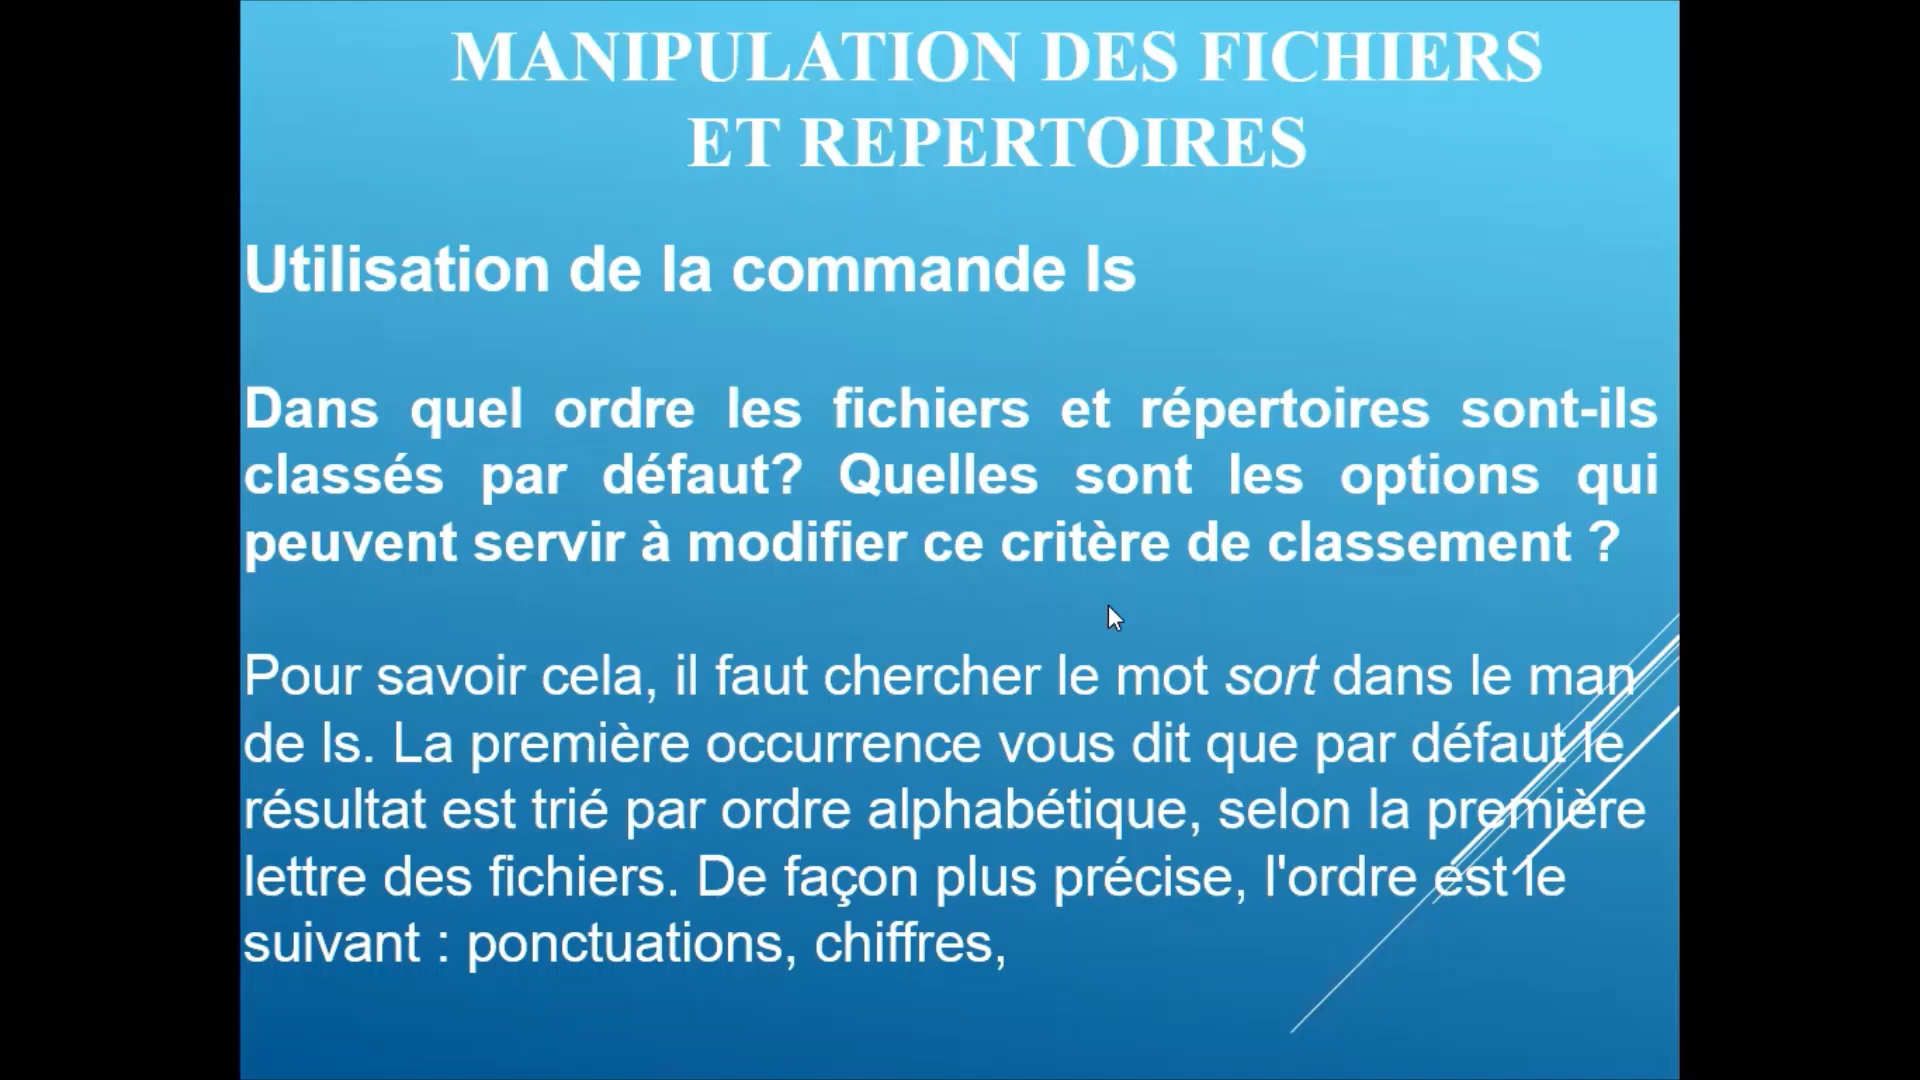 MANIPULATION DES FICHIERS
ET REPERTOIRES
Utilisation de la commande ls
Dans quel ordre les fichiers et répertoires sont-ils
classés par défaut? Quelles sont les options qui
peuvent servir à modifier ce critère de classement ?
Pour savoir cela, il faut chercher le mot sort dans le man
de ls. La première occurrence vous dit que par défaut le
résultat est trié par ordre alphabétique, selon la première
lettre des fichiers. De façon plus précise, l'ordre est le
suivant : ponctuations, chiffres,